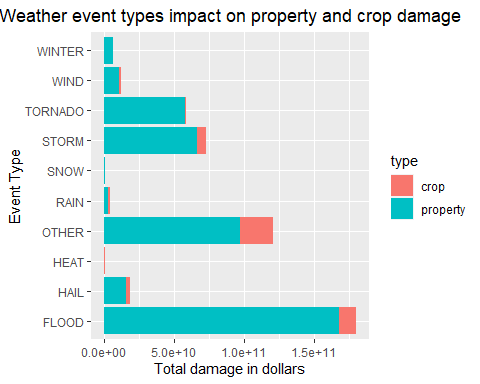 Weather event types impact on property and crop damage
WINTER
WIND
TORNADO
STORM
SNOW
RAIN
OTHER
HEAT
HAIL
FLOOD
Event Type
0.0e+00 5.0e+10 1.0e+11 1.5e+11
Total damage in dollars
type
crop
property